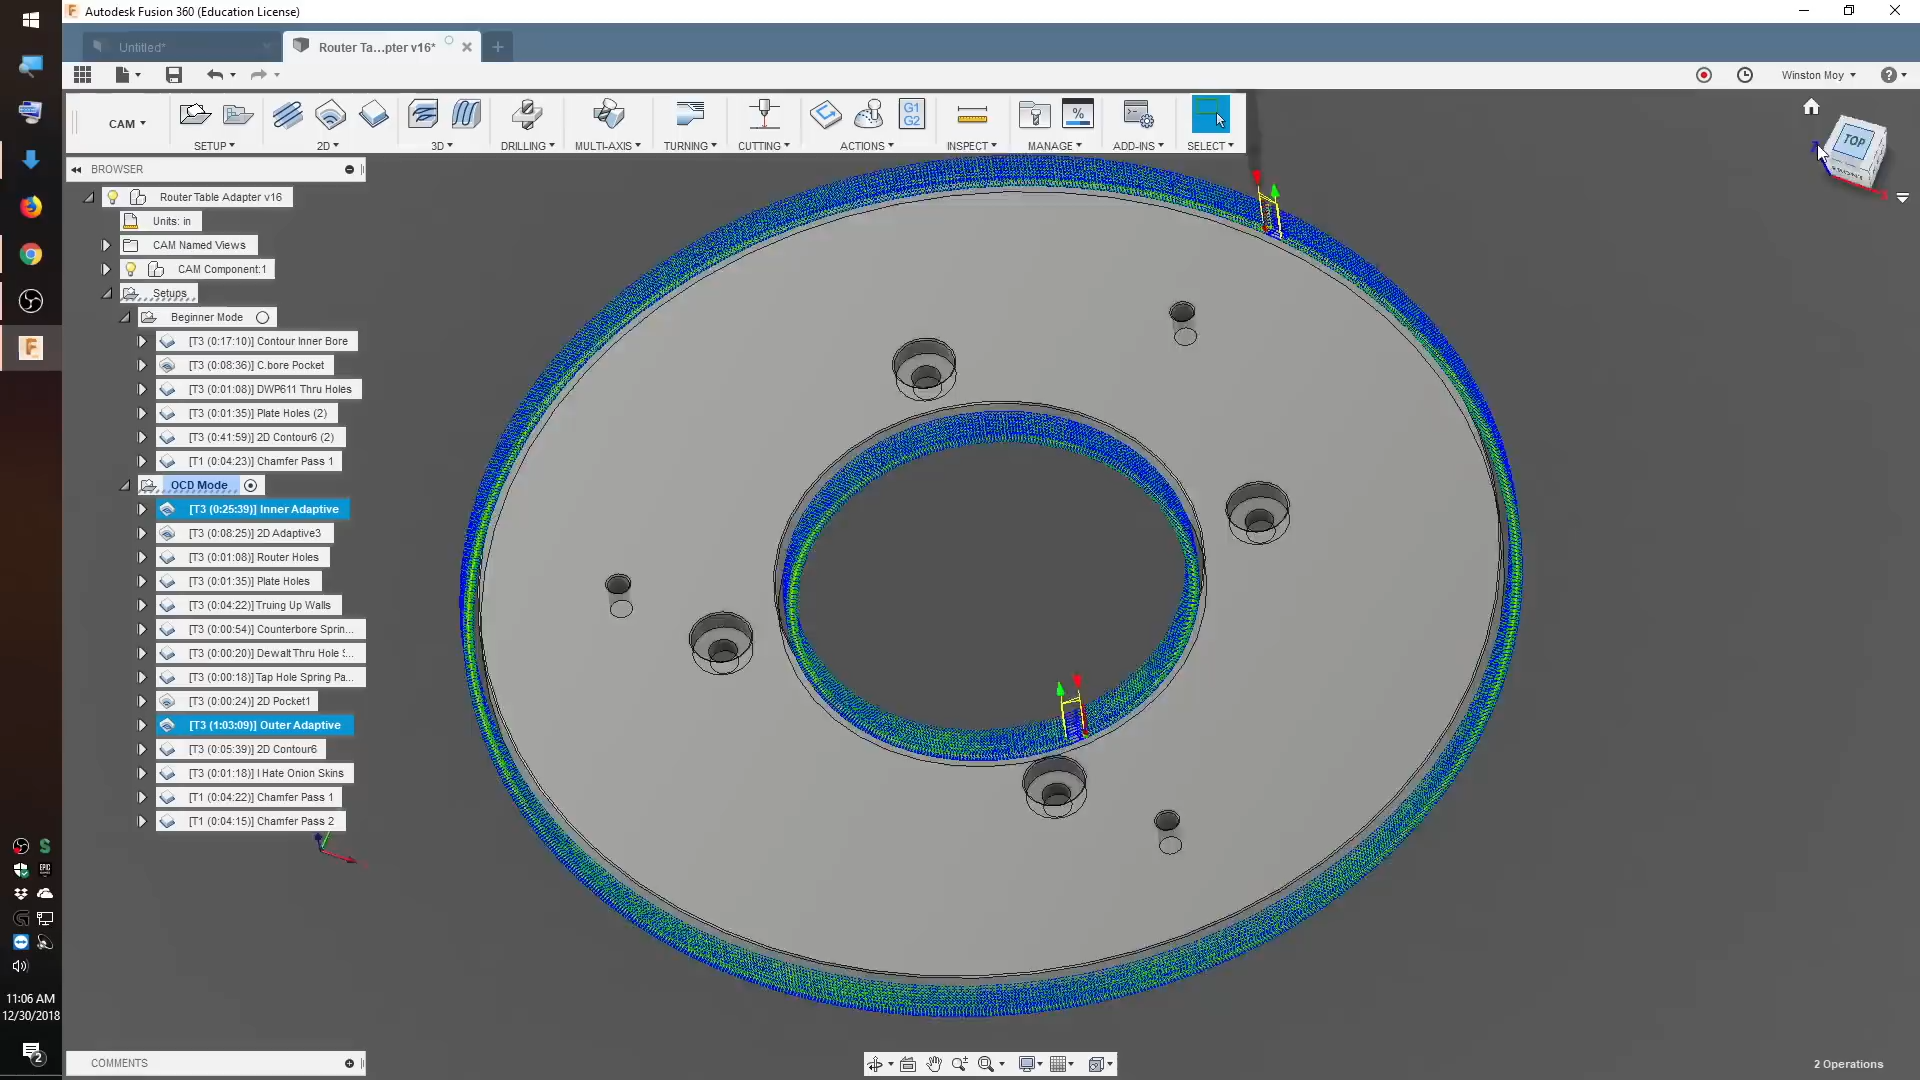 Autodesk Fusion 360 (Education License)
Untitled*
Router Ta...pter v16*
Winston Moy
CAM
G1
G2
%
SETUP
2D
3D
DRILLING
MULTI-AXIS
TURNING
CUTTING
ACTIONS
INSPECT
MANAGE
ADD-INS
SELECT
TOP
BROWSER
Router Table Adapter v16
Units: in
CAM Named Views
CAM Component:1
Setups
Beginner Mode
[T3 (0:17:10)] Contour Inner Bore
[T3 (0:08:36)] C.bore Pocket
[T3 (0:01:08)] DWP611 Thru Holes
[T3 (0:01:35)] Plate Holes (2)
[T3 (0:41:59)] 2D Contour6 (2)
[T1 (0:04:23)] Chamfer Pass 1
OCD Mode
[T3 (0:25:39)] Inner Adaptive
[T3 (0:08:25)] 2D Adaptive3
[T3 (0:01:08)] Router Holes
[T3 (0:01:35)] Plate Holes
[T3 (0:04:22)] Truing Up Walls
[T3 (0:00:54)] Counterbore Sprin...
[T3 (0:00:20)] Dewalt Thru Hole S...
[T3 (0:00:18)] Tap Hole Spring Pa...
[T3 (0:00:24)] 2D Pocket1
[T3 (1:03:09)] Outer Adaptive
[T3 (0:05:39)] 2D Contour6
[T3 (0:01:18)] I Hate Onion Skins
[T1 (0:04:22)] Chamfer Pass 1
[T1 (0:04:15)] Chamfer Pass 2
11:06 AM
12/30/2018
2
COMMENTS
2 Operations